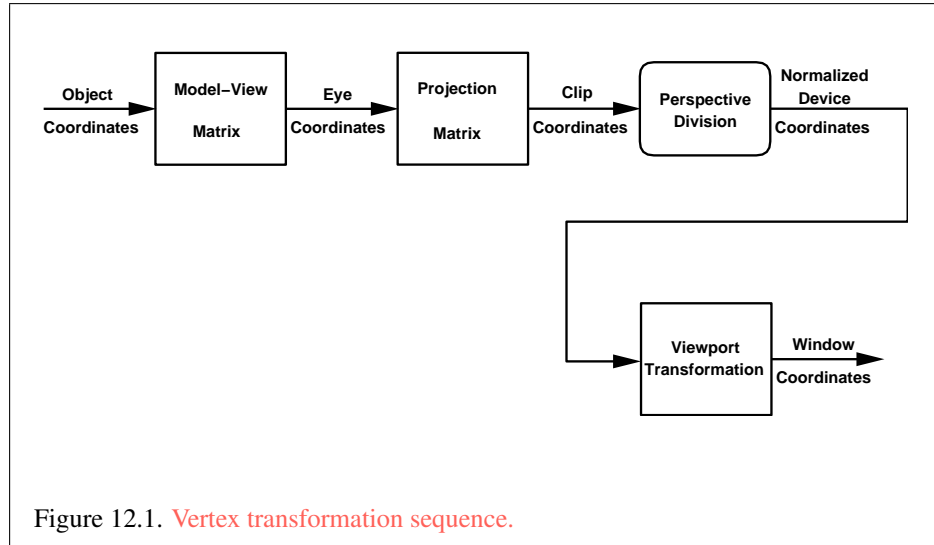 Object
Coordinates
Model−View
Matrix
Eye
Coordinates
Projection
Matrix
Clip
Coordinates
Perspective
Division
Normalized
Device
Coordinates
Viewport
Transformation
Window
Coordinates
Figure 12.1. Vertex transformation sequence.